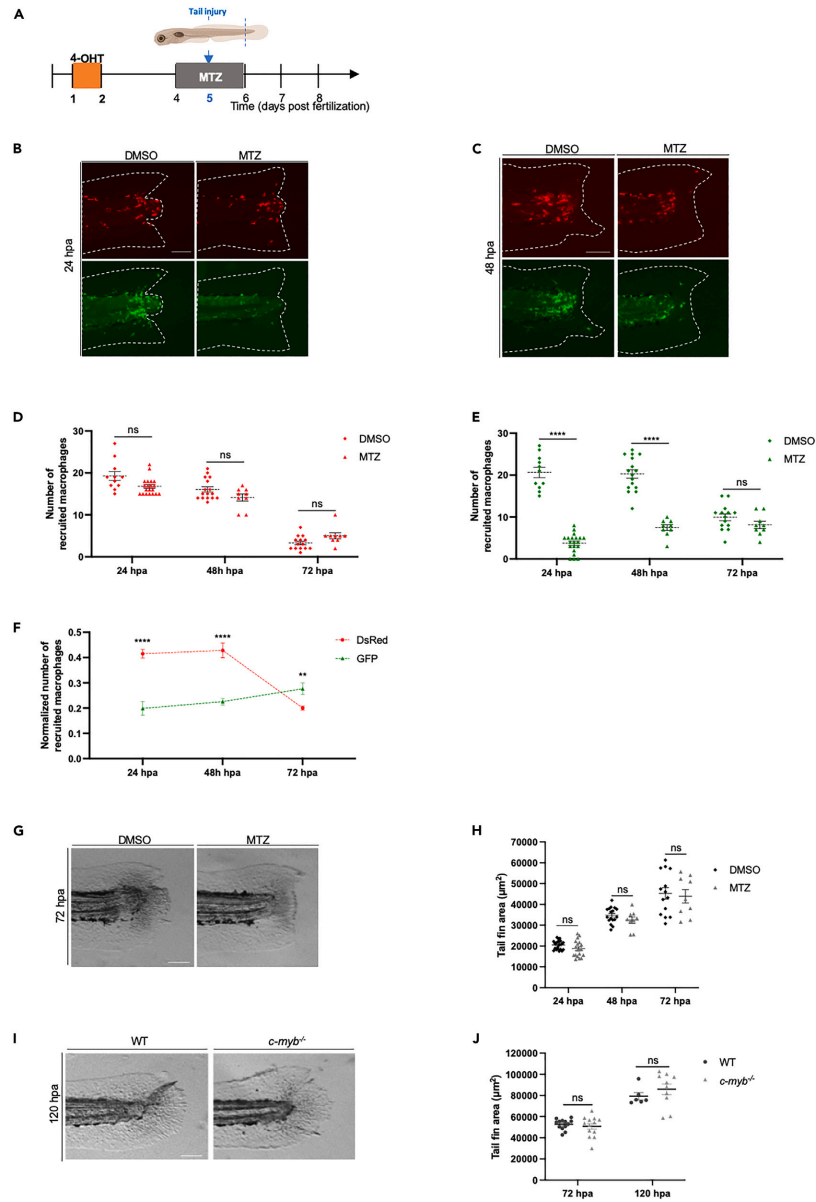 A
Tail injury
4-OHT
MTZ
1 2 4 5 6 7 8
Time (days post fertilization)
B
DMSO MTZ
24 hpa
C
DMSO MTZ
48 hpa
D
30
20
10
0
Number of
recruited macrophages
ns
ns
ns
DMSO
MTZ
24 hpa 48h hpa 72 hpa
E
30
20
10
0
Number of
recruited macrophages
****
****
ns
DMSO
MTZ
24 hpa 48 hpa 72 hpa
F
0.5
0.4
0.3
0.2
0.1
0.0
Normalized number of
recruited macrophages
****
****
**
DsRed
GFP
24 hpa 48h hpa 72 hpa
G
DMSO MTZ
72 hpa
H
70000
60000
50000
40000
30000
20000
10000
0
Tail fin area (µm²)
ns
ns
ns
DMSO
MTZ
24 hpa 48 hpa 72 hpa
I
WT c-myb-/-
120 hpa
J
120000
100000
80000
60000
40000
20000
0
Tail fin area (µm²)
ns
ns
WT
c-myb-/-
72 hpa 120 hpa